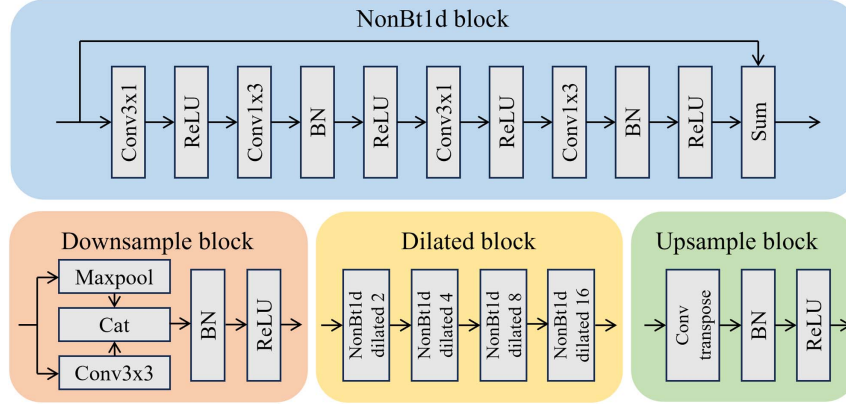 NonBt1d block
Conv3x1
ReLU
Conv1x3
BN
ReLU
Conv3x1
ReLU
Conv1x3
BN
ReLU
Sum
Downsample block
Maxpool
Cat
Conv3x3
BN
ReLU
Dilated block
NonBt1d
dilated 2
NonBt1d
dilated 4
NonBt1d
dilated 8
NonBt1d
dilated 16
Upsample block
Conv
transpose
BN
ReLU